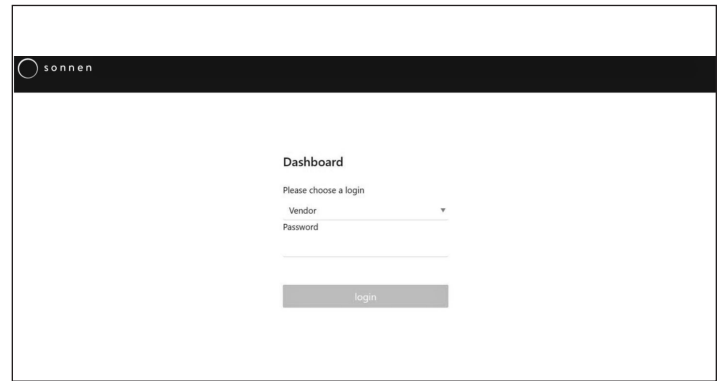 sonnen
Dashboard
Please choose a login
Vendor
Password
login